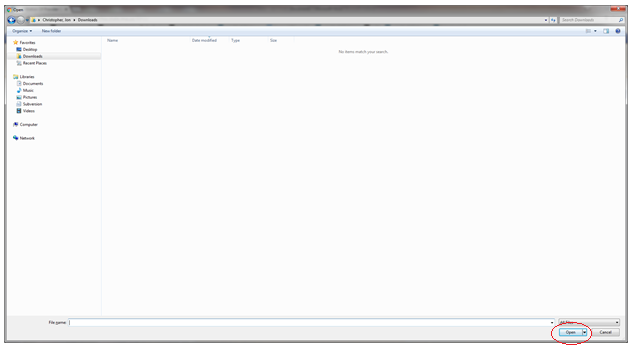 Open
Christopher, Inn ▸ Downloads
Search Downloads
Organize ▾ New Folder
Name Date modified Type Size
No items match your search.
Favorites
Desktop
Downloads
Recent Places
Libraries
Documents
Music
Pictures
Subversion
Videos
Computer
Network
File name:
Open Cancel